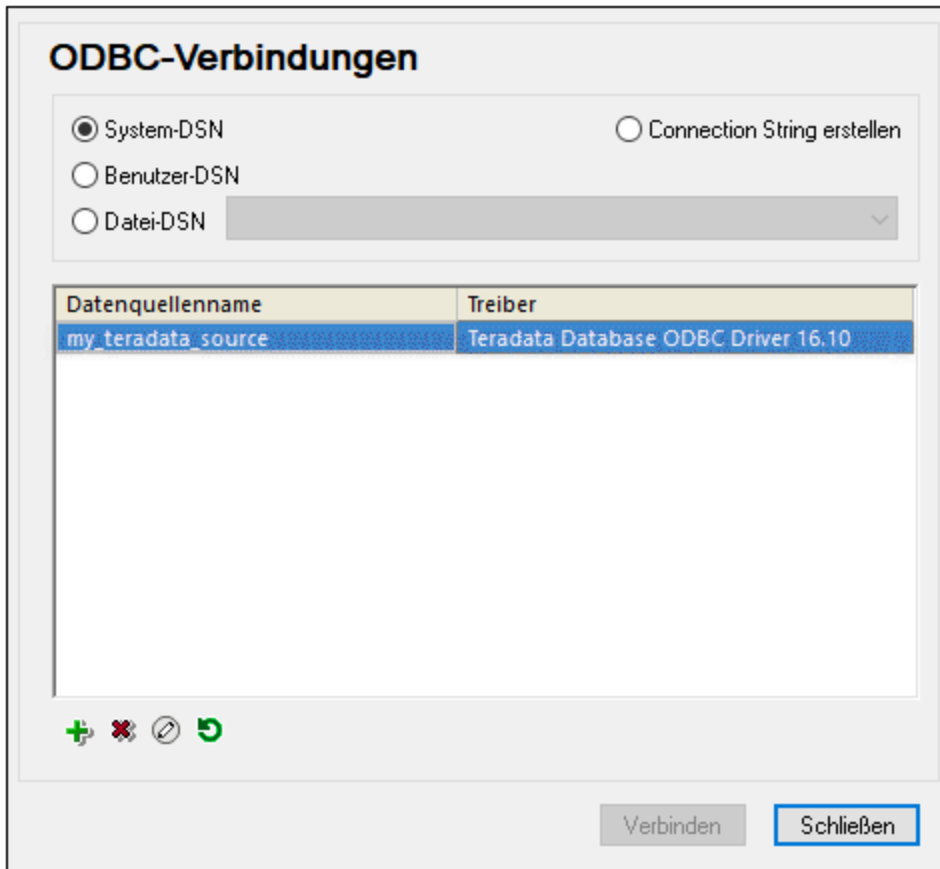 ODBC-Verbindungen
System-DSN Connection String erstellen
Benutzer-DSN
Datei-DSN
Datenquellenname Treiber
my_teradata_source Teradata Database ODBC Driver 16.10
Verbinden Schließen